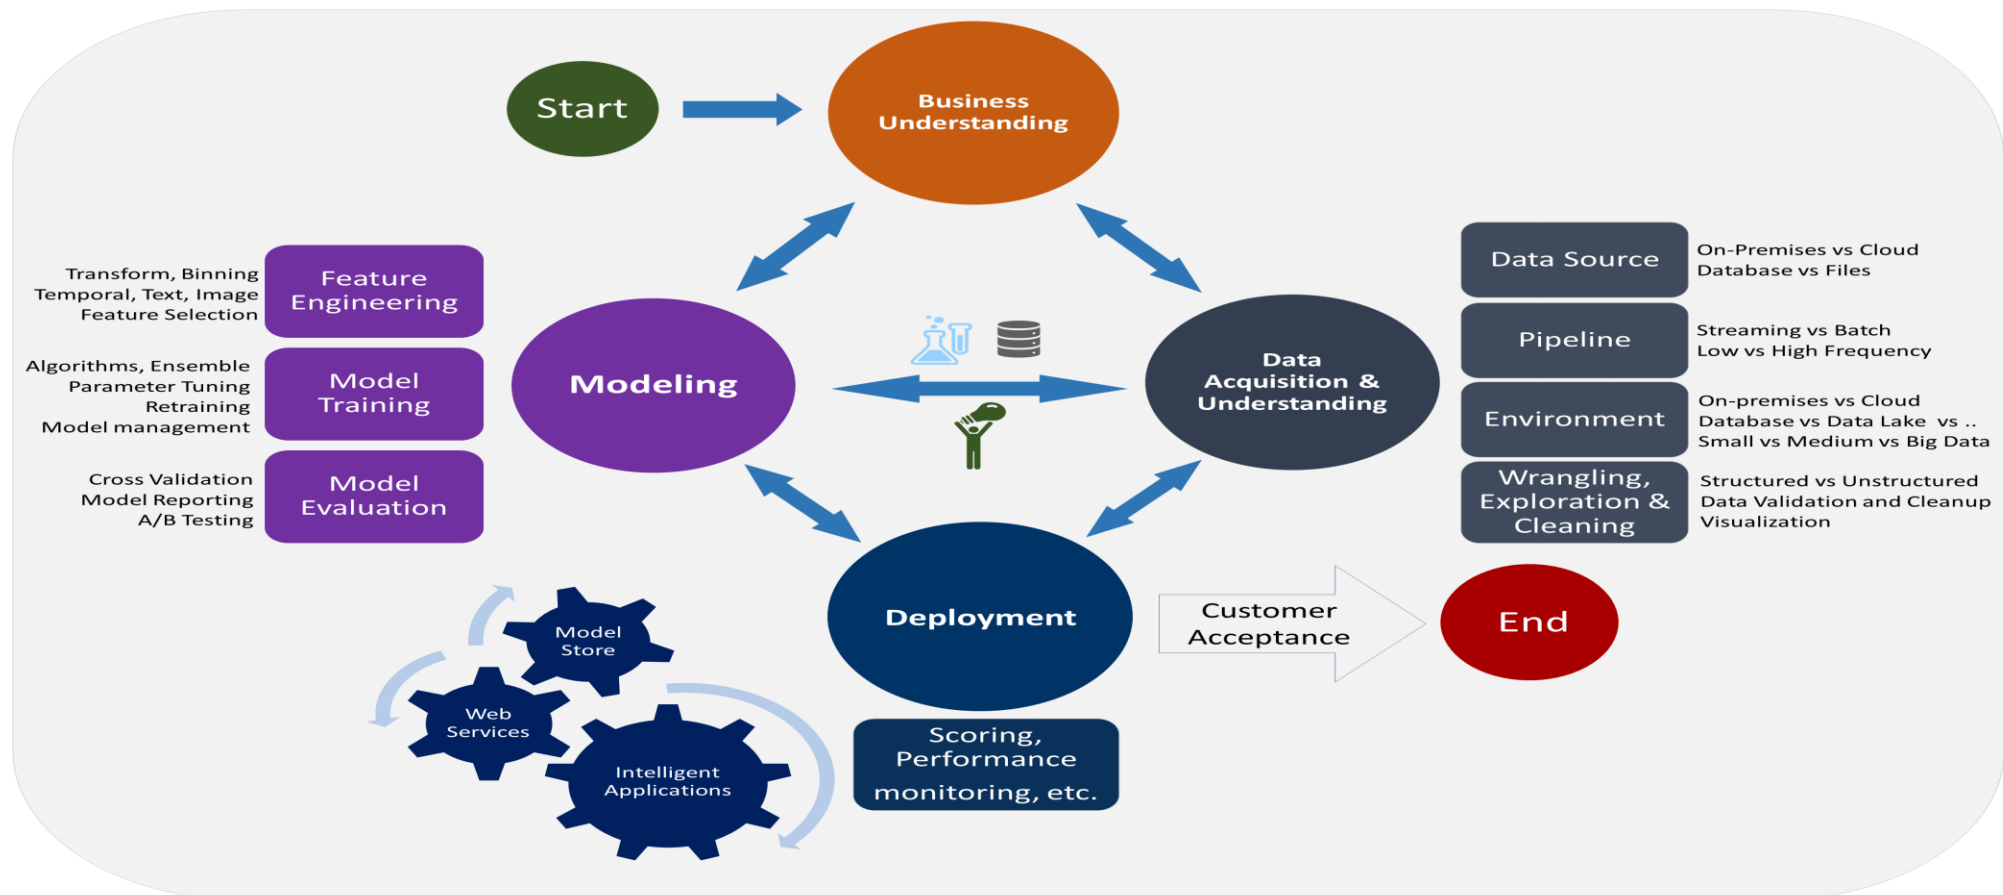 Start
Business
Understanding
Transform, Binning
Temporal, Text, Image
Feature Selection
Feature
Engineering
Algorithms, Ensemble
Parameter Tuning
Retraining
Model management
Model
Training
Cross Validation
Model Reporting
A/B Testing
Model
Evaluation
Modeling
Data
Acquisition &
Understanding
Data Source
On-Premises vs Cloud
Database vs Files
Pipeline
Streaming vs Batch
Low vs High Frequency
Environment
On-premises vs Cloud
Database vs Data Lake vs ..
Small vs Medium vs Big Data
Wrangling,
Exploration &
Cleaning
Structured vs Unstructured
Data Validation and Cleanup
Visualization
Deployment
Customer
Acceptance
End
Scoring,
Performance
monitoring, etc.
Model
Store
Web
Services
Intelligent
Applications